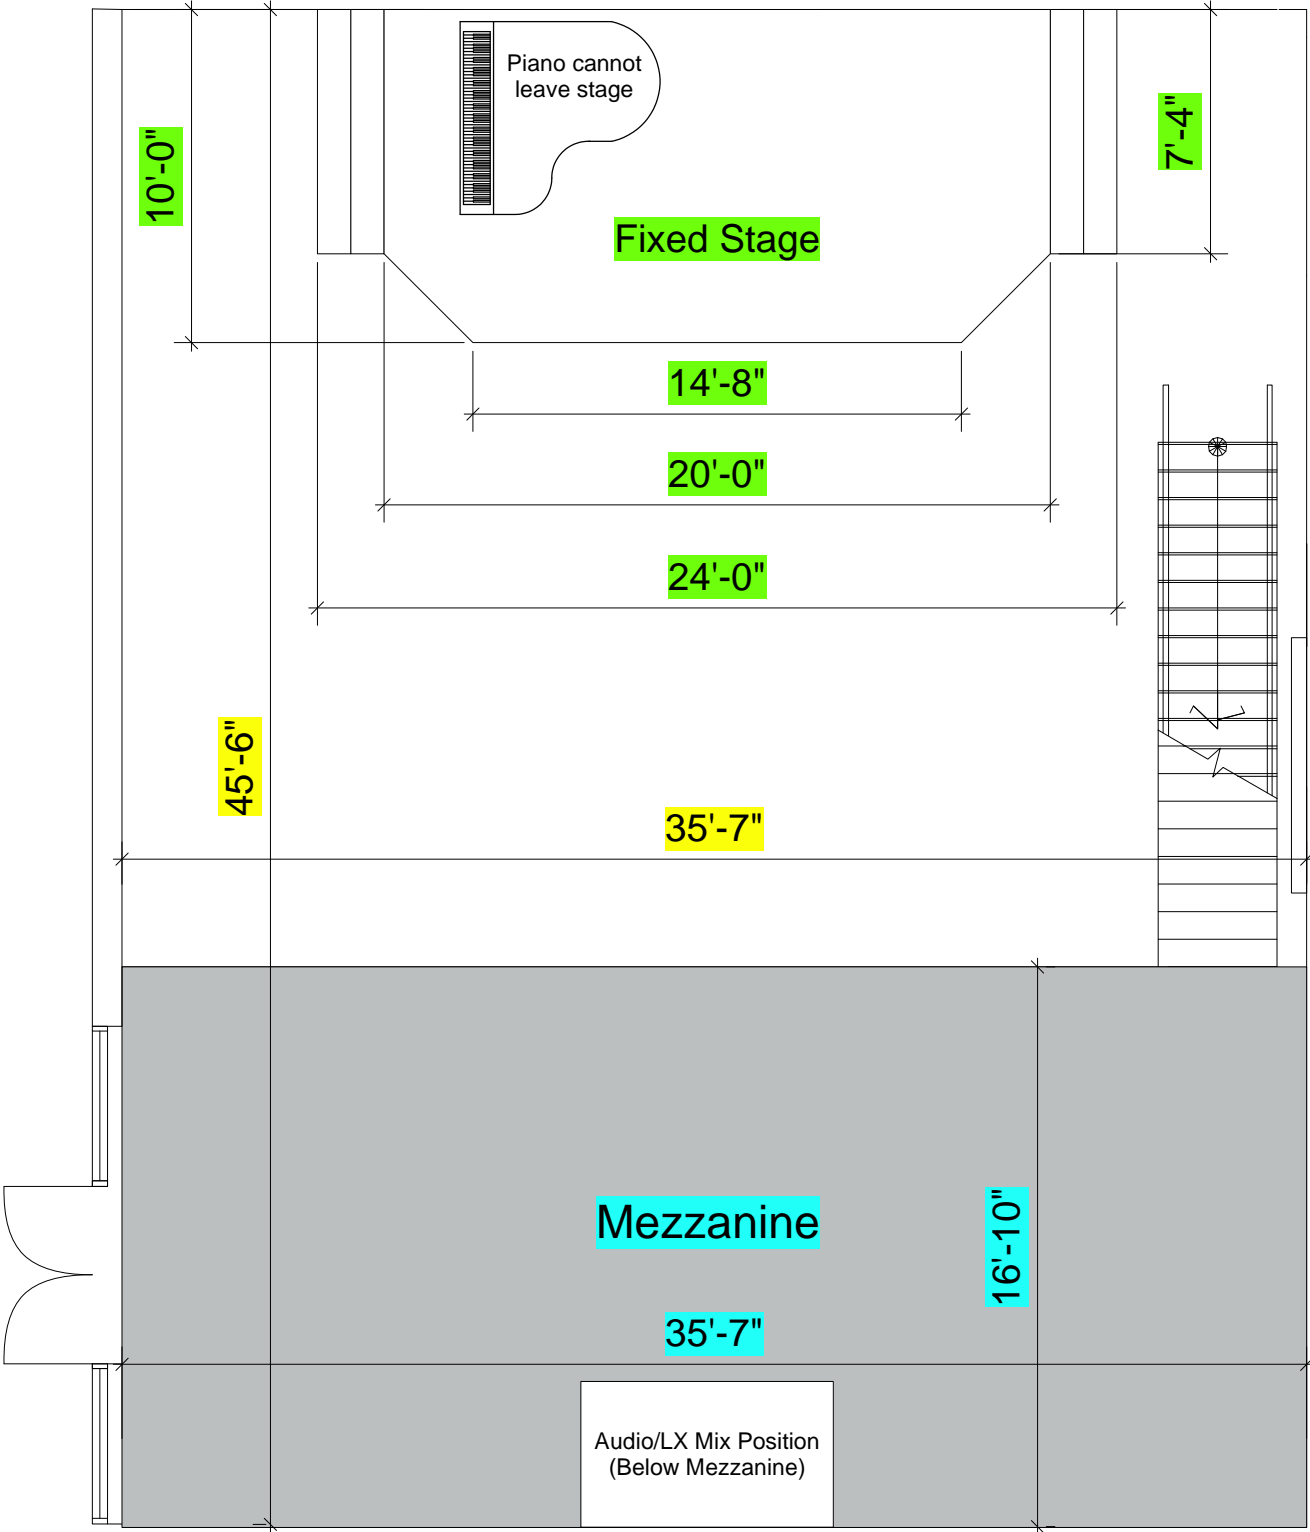 Piano cannot
leave stage
10'-0"
7'-4"
Fixed Stage
14'-8"
20'-0"
24'-0"
45'-6"
35'-7"
Mezzanine
16'-10"
35'-7"
Audio/LX Mix Position
(Below Mezzanine)